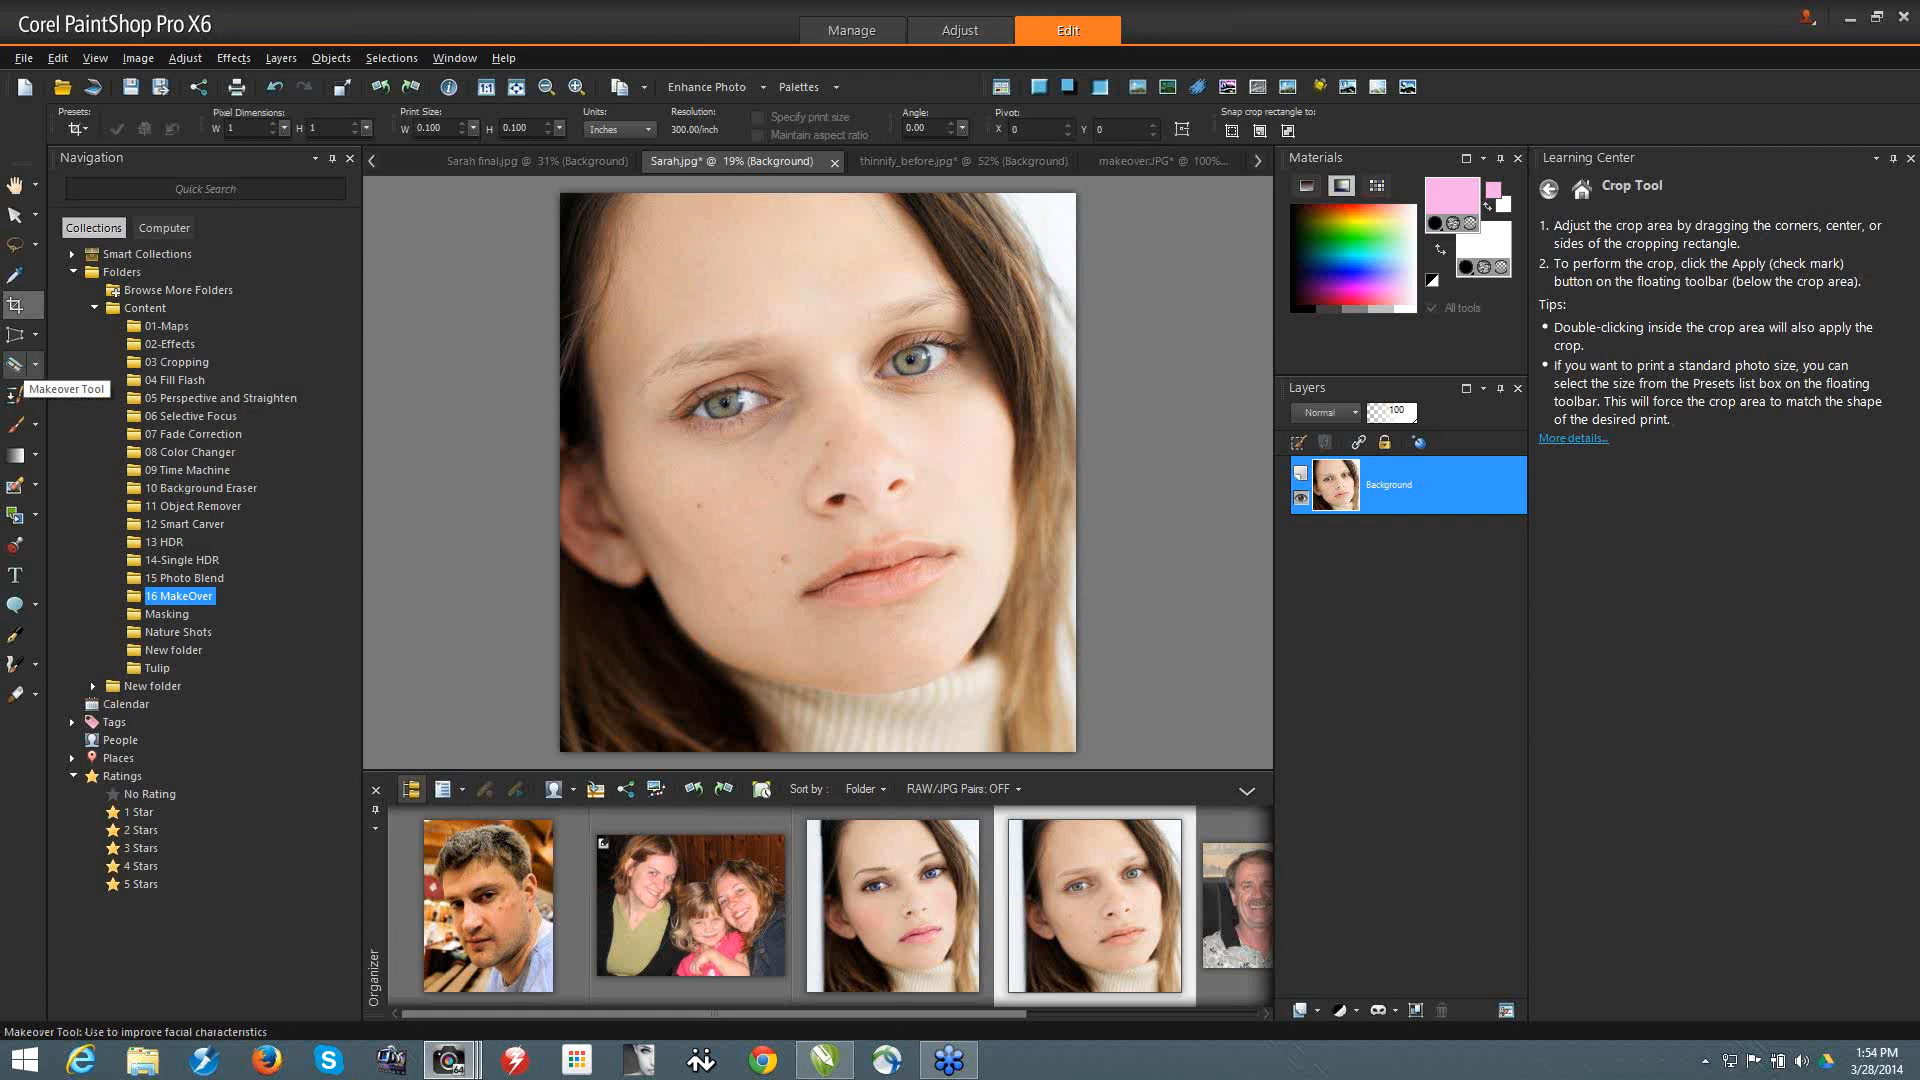 Corel PaintShop Pro X6
Manage
Adjust
Edit
File Edit View Image Adjust Effects Layers Objects Selections Window Help
Enhance Photo
Palettes
Presets:
Pixel Dimensions:
W 1
H 1
Print Size:
W 0.100
H 0.100
Units:
Inches
Resolution:
300.00/inch
Specify print size
Maintain aspect ratio
Angle:
0.00
Pivot:
X 0
Y 0
Snap crop rectangle to:
Navigation
Quick Search
Collections
Computer
Smart Collections
Folders
Browse More Folders
Content
01-Maps
02-Effects
03 Cropping
04 Fill Flash
05 Perspective and Straighten
06 Selective Focus
07 Fade Correction
08 Color Changer
09 Time Machine
10 Background Eraser
11 Object Remover
12 Smart Carver
13 HDR
14-Single HDR
15 Photo Blend
16 MakeOver
Masking
Nature Shots
New folder
Tulip
New folder
Calendar
Tags
People
Places
Ratings
No Rating
1 Star
2 Stars
3 Stars
4 Stars
5 Stars
Makeover Tool
Sarah final.jpg @ 31% (Background)
Sarah.jpg* @ 19% (Background)
thinnify_before.jpg* @ 52% (Background)
makeover.JPG* @ 100%...
Materials
All tools
Layers
Normal
100
Background
Learning Center
Crop Tool
1. Adjust the crop area by dragging the corners, center, or
sides of the cropping rectangle.
2. To perform the crop, click the Apply (check mark)
button on the floating toolbar (below the crop area).
Tips:
• Double-clicking inside the crop area will also apply the
crop.
• If you want to print a standard photo size, you can
select the size from the Presets list box on the floating
toolbar. This will force the crop area to match the shape
of the desired print.
More details...
Sort by :
Folder
RAW/JPG Pairs: OFF
Organizer
Makeover Tool: Use to improve facial characteristics
64
1:54 PM
3/28/2014